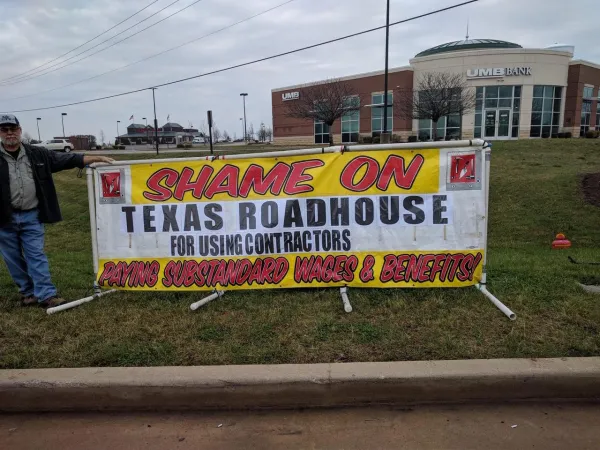 UMB
UMB BANK
SHAME ON
TEXAS ROADHOUSE
FOR USING CONTRACTORS
PAYING SUBSTANDARD WAGES & BENEFITS!